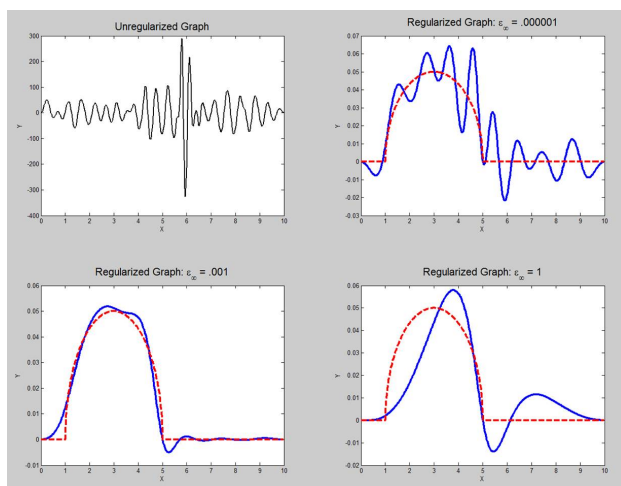 Unregularized Graph
300
200
100
0
-100
-200
-300
-400
Y
0 1 2 3 4 5 6 7 8 9 10
X
Regularized Graph: ε∞ = .000001
0.07
0.06
0.05
0.04
0.03
0.02
0.01
0
-0.01
-0.02
-0.03
Y
0 1 2 3 4 5 6 7 8 9 10
X
Regularized Graph: ε∞ = .001
0.06
0.05
0.04
0.03
0.02
0.01
0
-0.01
Y
0 1 2 3 4 5 6 7 8 9 10
X
Regularized Graph: ε∞ = 1
0.06
0.05
0.04
0.03
0.02
0.01
0
-0.01
-0.02
Y
0 1 2 3 4 5 6 7 8 9 10
X